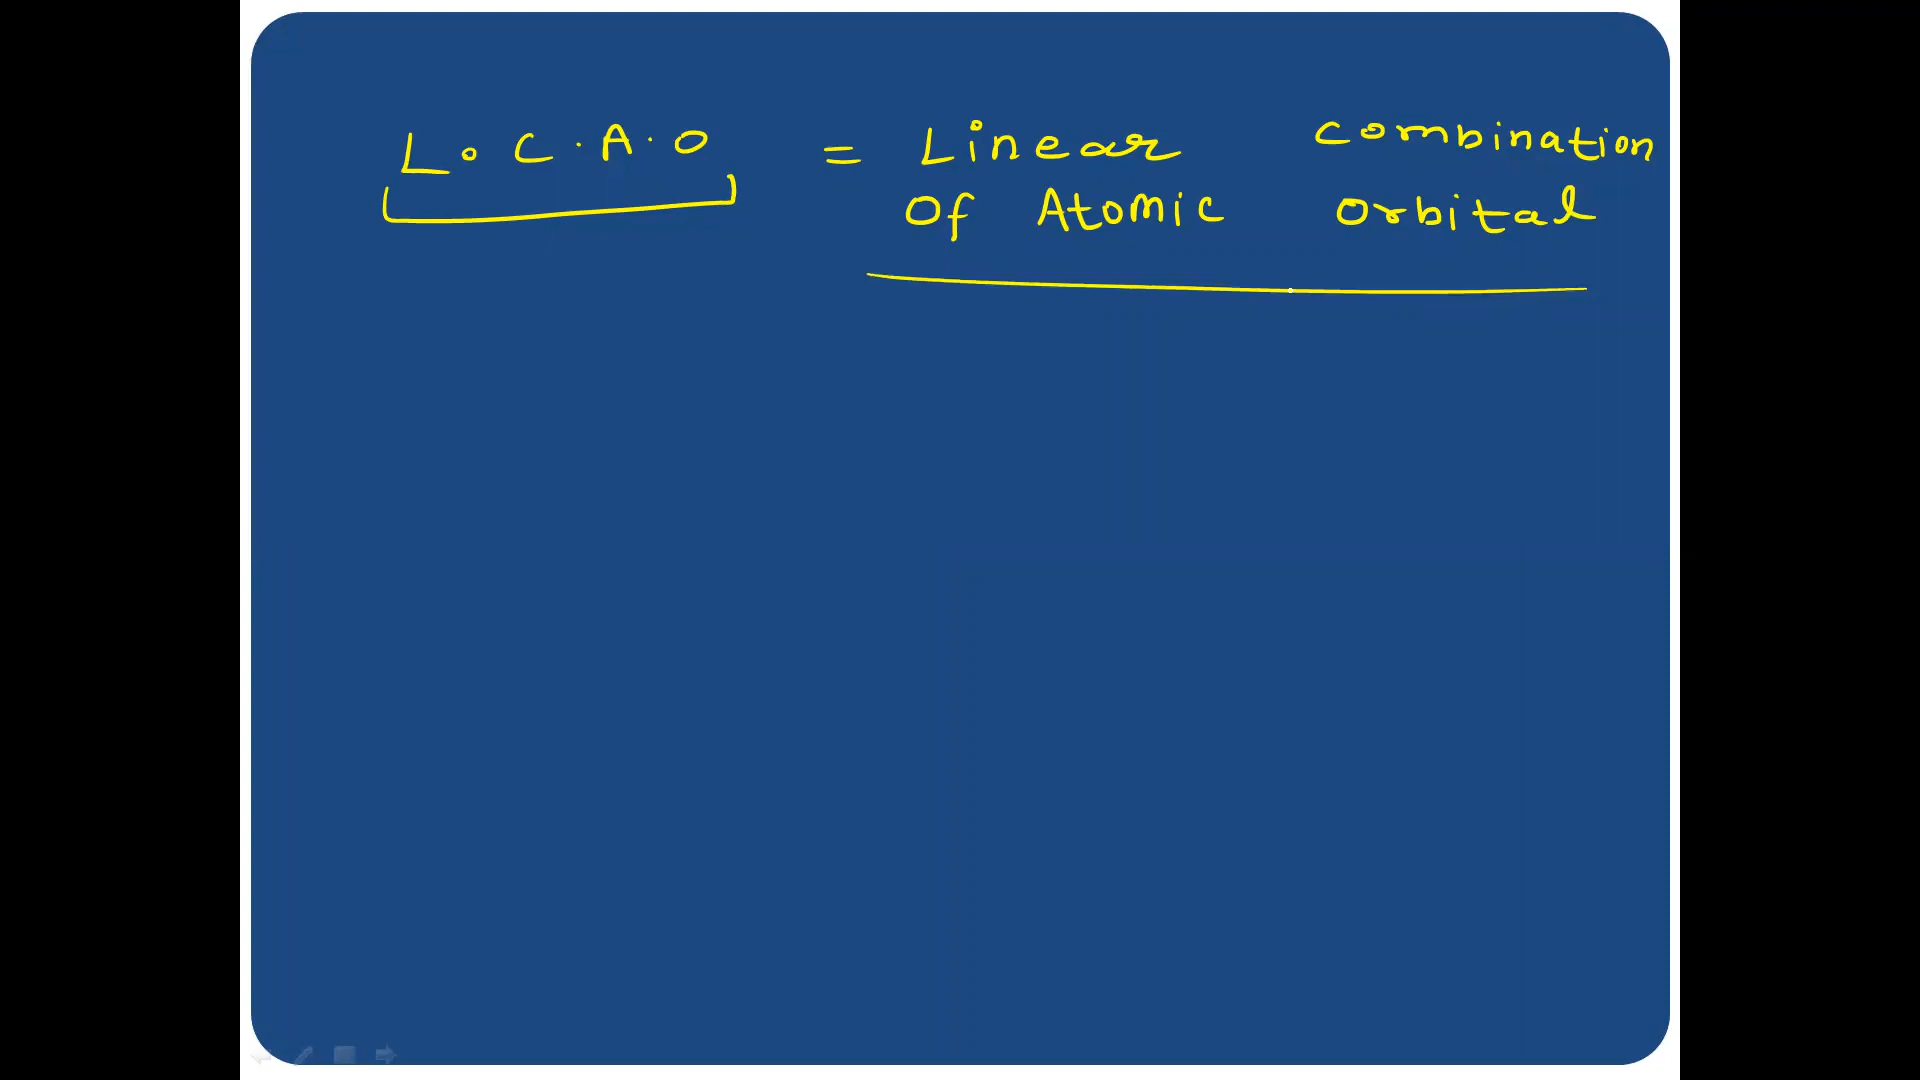 L. C. A. O = Linear Combination
Of Atomic Orbital